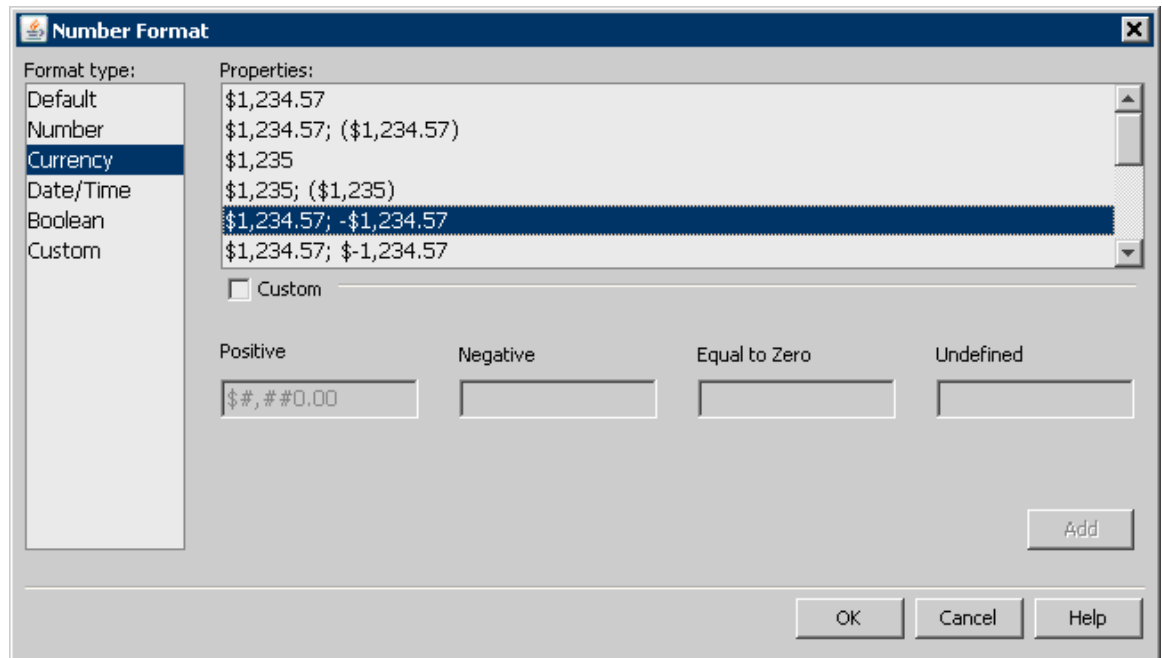 Number Format
Format type:
Default
Number
Currency
Date/Time
Boolean
Custom
Properties:
$1,234.57
$1,234.57; ($1,234.57)
$1,235
$1,235; ($1,235)
$1,234.57; -$1,234.57
$1,234.57; $-1,234.57
Custom
Positive Negative Equal to Zero Undefined
$#,##0.00
Add
OK Cancel Help